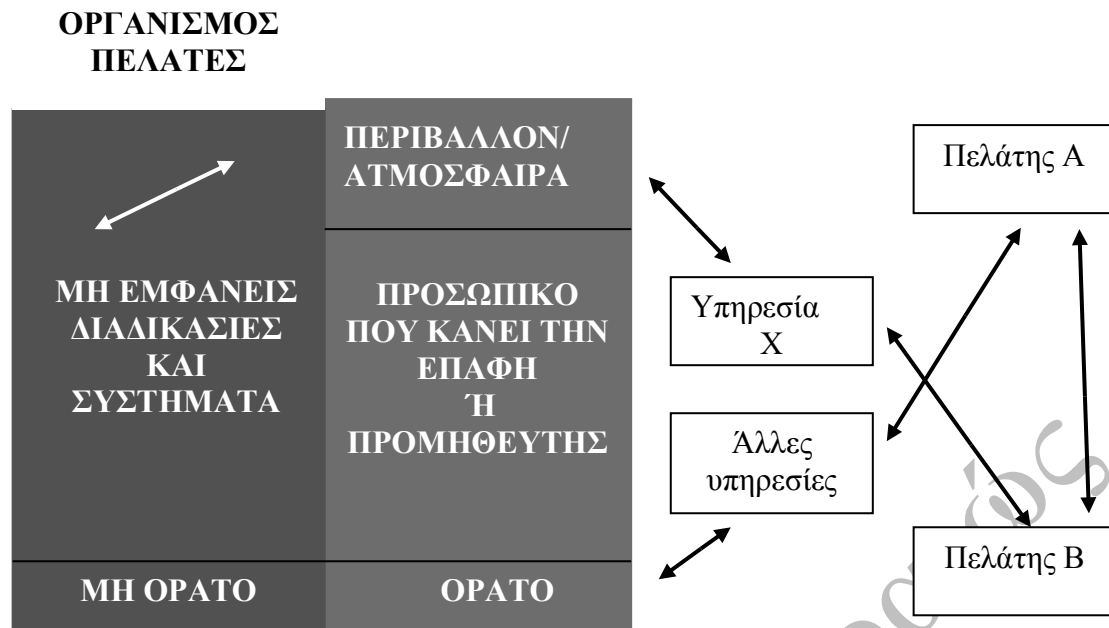 ΟΡΓΑΝΙΣΜΟΣ
ΠΕΛΑΤΕΣ
ΠΕΡΙΒΑΛΛΟΝ/
ΑΤΜΟΣΦΑΙΡΑ
ΜΗ ΕΜΦΑΝΕΙΣ
ΔΙΑΔΙΚΑΣΙΕΣ
ΚΑΙ
ΣΥΣΤΗΜΑΤΑ
ΠΡΟΣΩΠΙΚΟ
ΠΟΥ ΚΑΝΕΙ ΤΗΝ
ΕΠΑΦΗ
Ή
ΠΡΟΜΗΘΕΥΤΗΣ
ΜΗ ΟΡΑΤΟ
ΟΡΑΤΟ
Υπηρεσία
Χ
Άλλες
υπηρεσίες
Πελάτης Α
Πελάτης Β